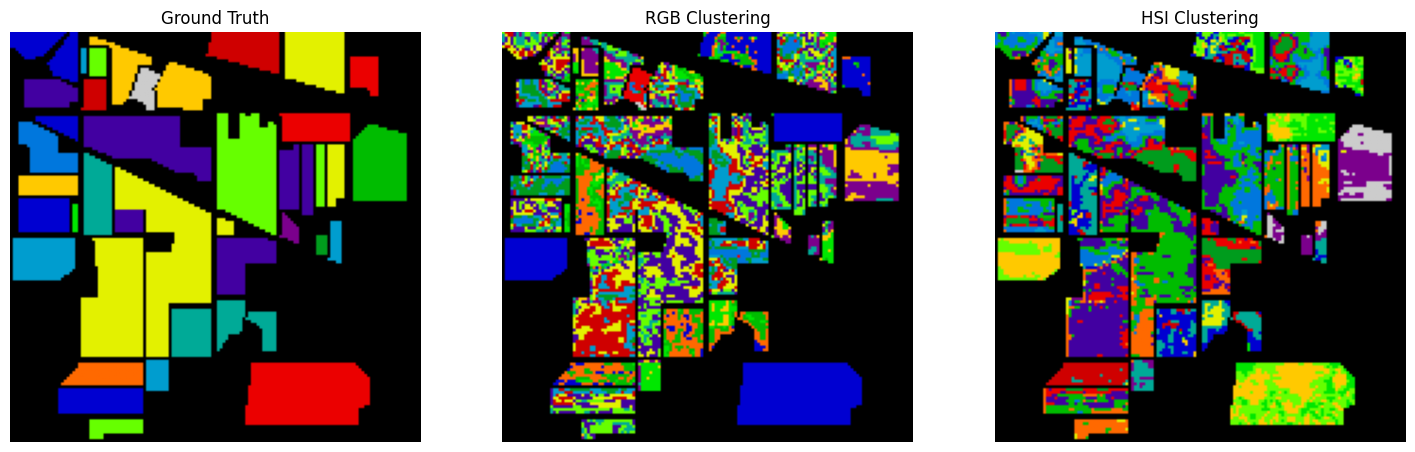 Ground Truth
RGB Clustering
HSI Clustering